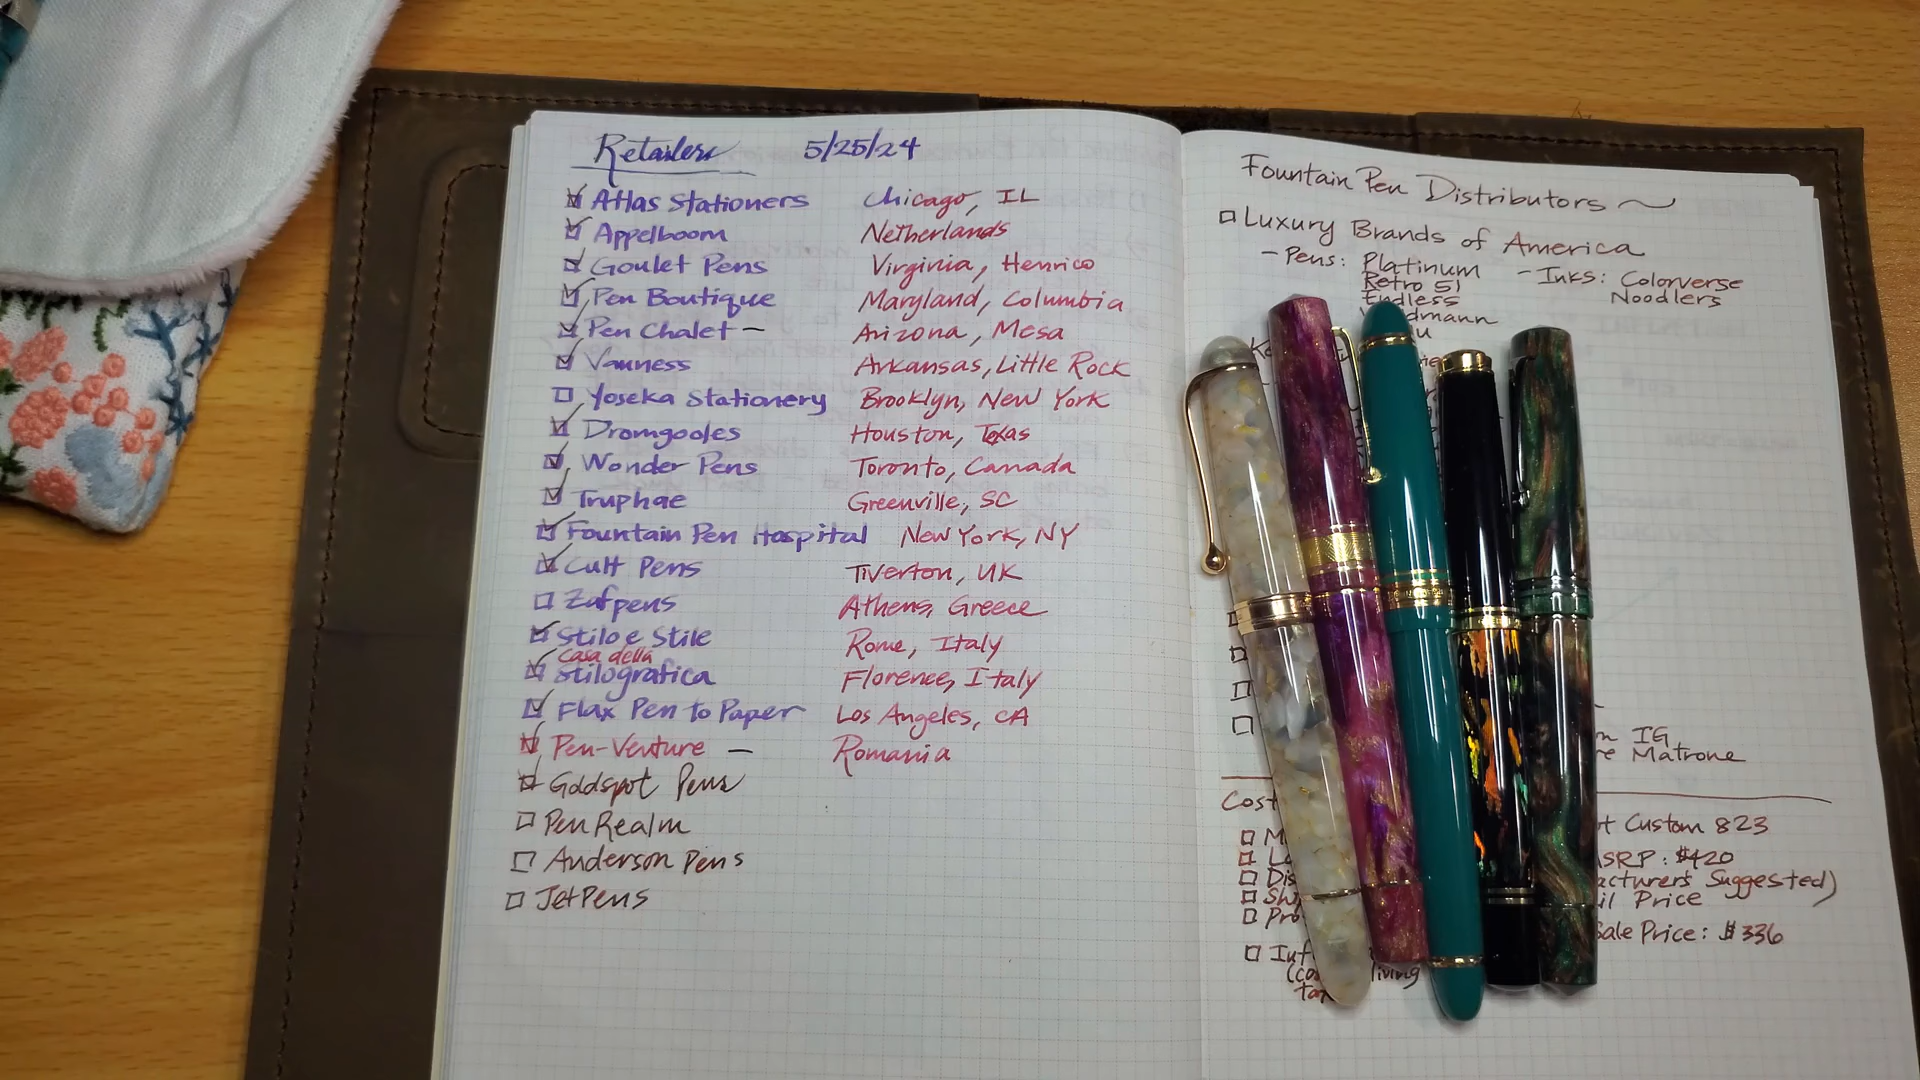 Retailers 5/25/24
Atlas Stationers Chicago, IL
Appelboom Netherlands
Goulet Pens Virginia, Henrico
Pen Boutique Maryland, Columbia
Pen Chalet — Arizona, Mesa
Vanness Arkansas, Little Rock
Yoseka Stationery Brooklyn, New York
Dromgooles Houston, Texas
Wonder Pens Toronto, Canada
Truphae Greenville, SC
Fountain Pen Hospital New York, NY
Cult Pens Tiverton, UK
Zafpens Athens, Greece
Stilo e Stile Rome, Italy
Casa della
Stilografica Florence, Italy
Flax Pen to Paper Los Angeles, CA
Pen-Venture — Romania
Goldspot Pens
Pen Realm
Anderson Pens
JetPens
Fountain Pen Distributors
Luxury Brands of America
- Pens: Platinum - Inks: Colorverse
Retro 51 Noodlers
Endless
IG
Matrone
Cost
Custom 823
SRP: $420
Suggested)
Price
Sale Price: $336
living